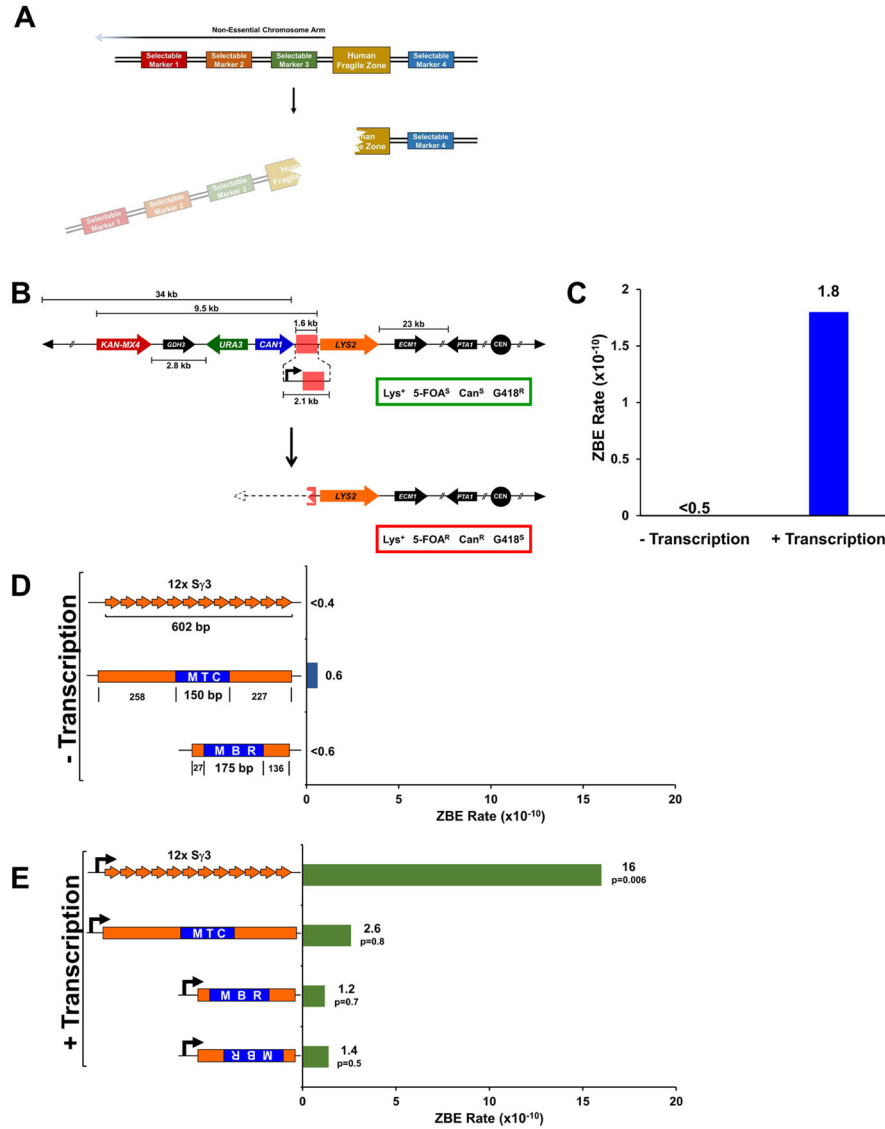 A
Non-Essential Chromosome Arm
Selectable Marker 1
Selectable Marker 2
Selectable Marker 3
Human Fragile Zone
Selectable Marker 4
Selectable Marker 4
Selectable Marker 3
Selectable Marker 2
Selectable Marker 1
B
34 kb
9.5 kb
1.6 kb
23 kb
KAN-MX4
GDH3
URA3
CAN1
LYS2
ECM1
PTA1
CEN
2.8 kb
2.1 kb
Lys⁺ 5-FOAˢ Canˢ G418ᴿ
LYS2
ECM1
PTA1
CEN
Lys⁺ 5-FOAᴿ Canᴿ G418ˢ
C
ZBE Rate (x10⁻¹⁰)
2
1.5
1
0.5
0
<0.5
1.8
- Transcription
+ Transcription
D
- Transcription
12x Sγ3
602 bp
<0.4
MTC
258
150 bp
227
0.6
MBR
27
175 bp
136
<0.6
0
5
10
15
20
ZBE Rate (x10⁻¹⁰)
E
+ Transcription
12x Sγ3
16
p=0.006
MTC
2.6
p=0.8
MBR
1.2
p=0.7
MBR
1.4
p=0.5
0
5
10
15
20
ZBE Rate (x10⁻¹⁰)